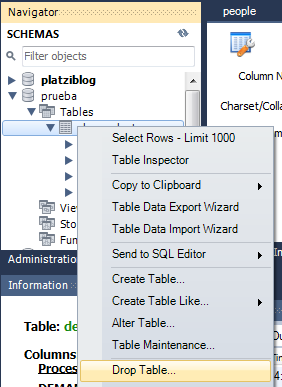 Navigator
people
SCHEMAS
Filter objects
platziblog
prueba
Tables
Select Rows - Limit 1000
Table Inspector
Copy to Clipboard
Table Data Export Wizard
Table Data Import Wizard
Send to SQL Editor
Create Table...
Create Table Like...
Alter Table...
Table Maintenance...
Drop Table...
Vie
Sto
Fun
Administratio
Information
Table: de
Columns
Proces
Column N
Charset/Colla